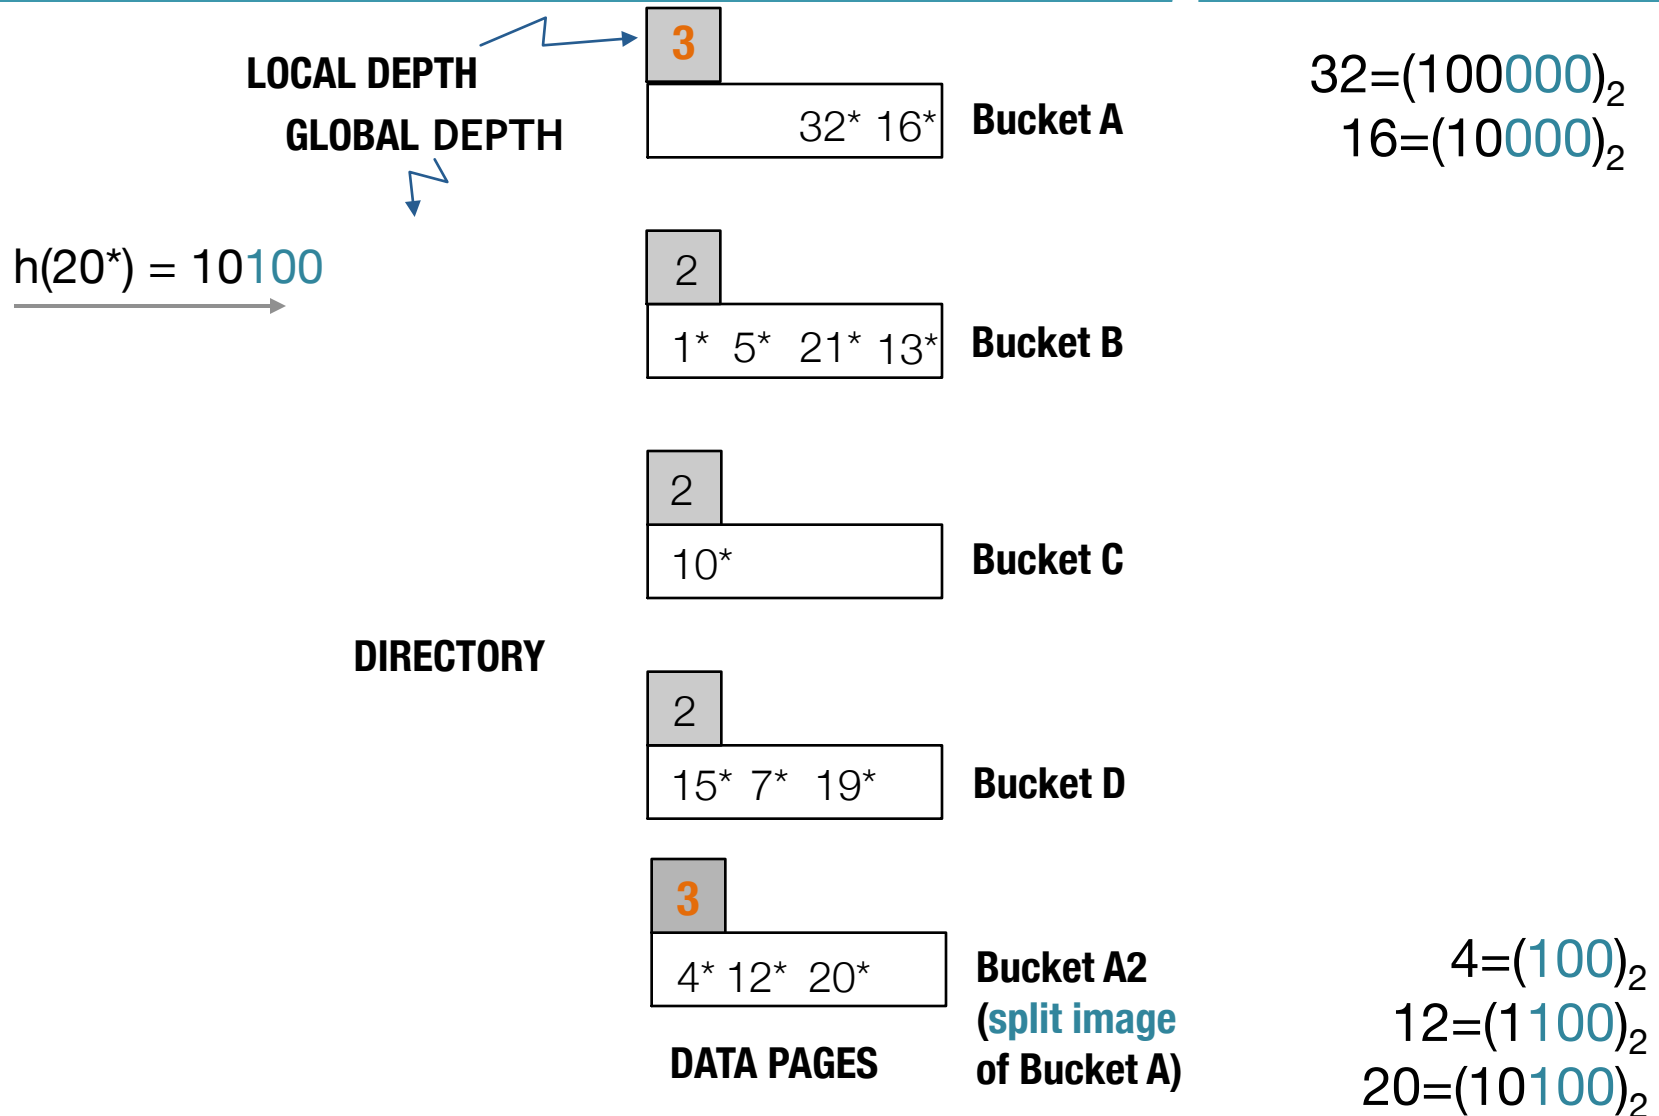 3
LOCAL DEPTH
32* 16*
Bucket A
32=(100000)₂
GLOBAL DEPTH
16=(10000)₂
h(20*) = 10100
2
1* 5* 21* 13*
Bucket B
2
10*
Bucket C
DIRECTORY
2
15* 7* 19*
Bucket D
3
4* 12* 20*
Bucket A2
(split image
of Bucket A)
DATA PAGES
4=(100)₂
12=(1100)₂
20=(10100)₂